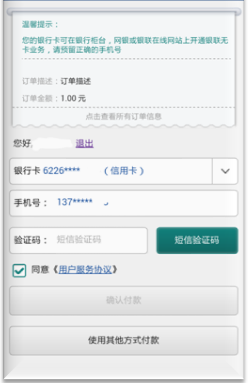 温馨提示：
您的银行卡可在银行柜台，网银或银联在线网站上开通银联无
卡业务，请预留正确的手机号
订单描述：订单描述
订单金额：1.00 元
点击查看所有订单信息
您好, 退出
银行卡 6226**** （信用卡）
手机号： 137*****
验证码： 短信验证码 短信验证码
同意《用户服务协议》
确认付款
使用其他方式付款